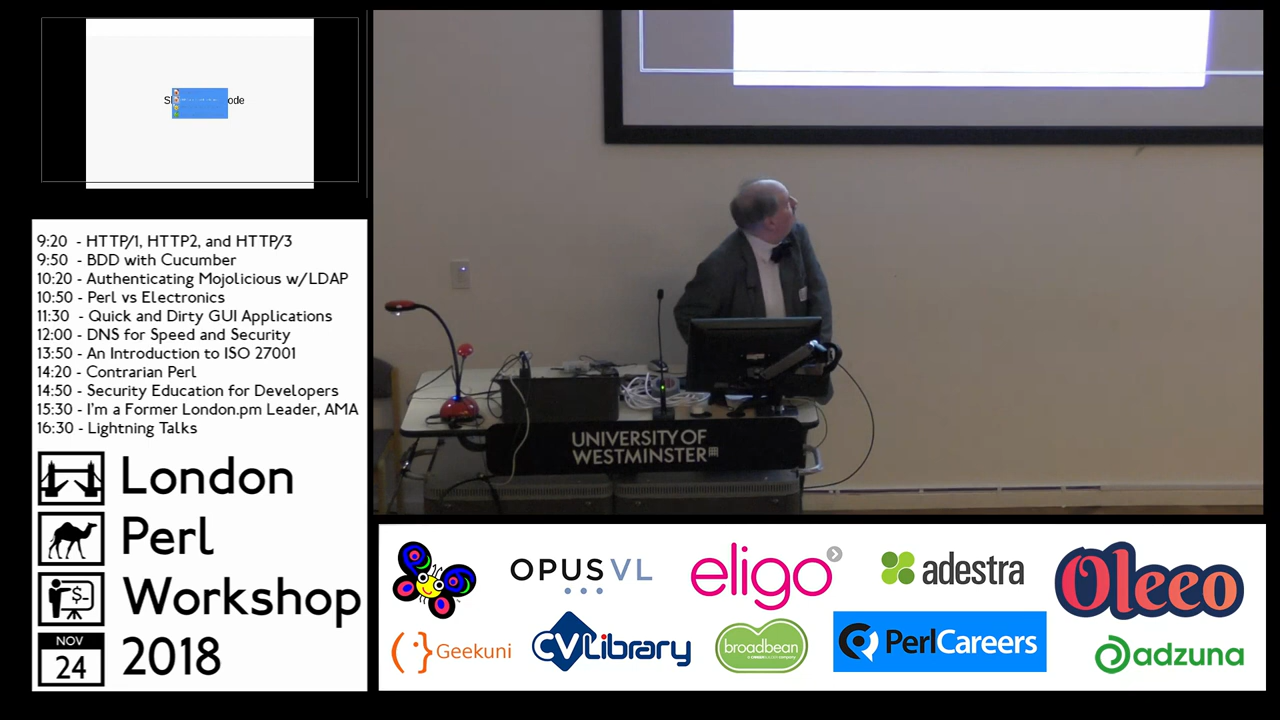 ode
9:20 - HTTP/1, HTTP2, and HTTP/3
9:50 - BDD with Cucumber
10:20 - Authenticating Mojolicious w/LDAP
10:50 - Perl vs Electronics
11:30 - Quick and Dirty GUI Applications
12:00 - DNS for Speed and Security
13:50 - An Introduction to ISO 27001
14:20 - Contrarian Perl
14:50 - Security Education for Developers
15:30 - I'm a Former London.pm Leader, AMA
16:30 - Lightning Talks
London
Perl
$-
Workshop
NOV
24
2018
UNIVERSITY OF
WESTMINSTER
OPUS VL
eligo
adestra
Oleeo
{:} Geekuni
CVLibrary
broadbean
PerlCareers
adzuna